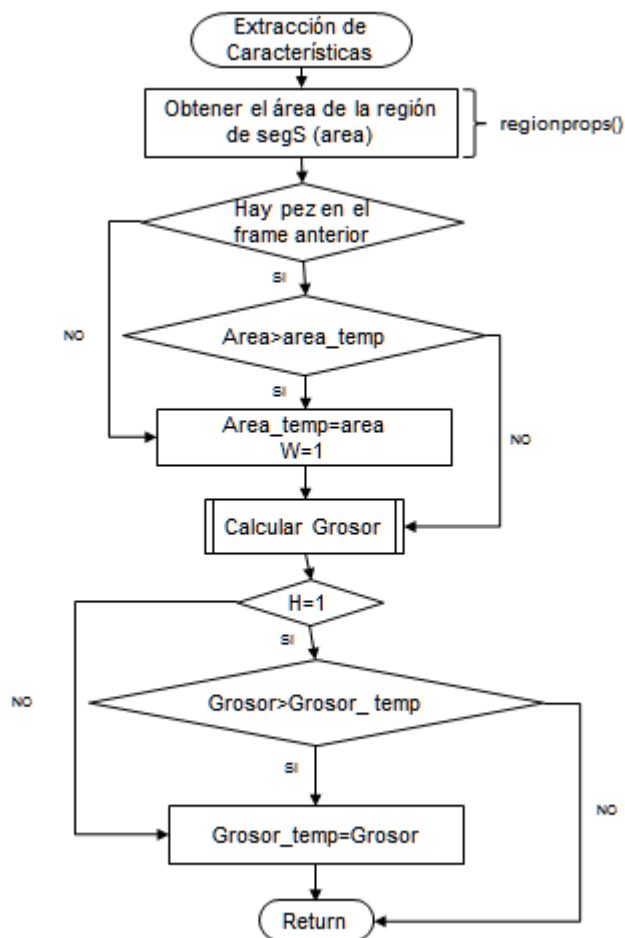 Extracción de
Características
Obtener el área de la región
de segS (area)
regionprops()
Hay pez en el
frame anterior
SI
NO
Area>area_temp
SI
NO
Area_temp=area
W=1
Calcular Grosor
H=1
SI
NO
Grosor>Grosor_ temp
SI
NO
Grosor_temp=Grosor
Return